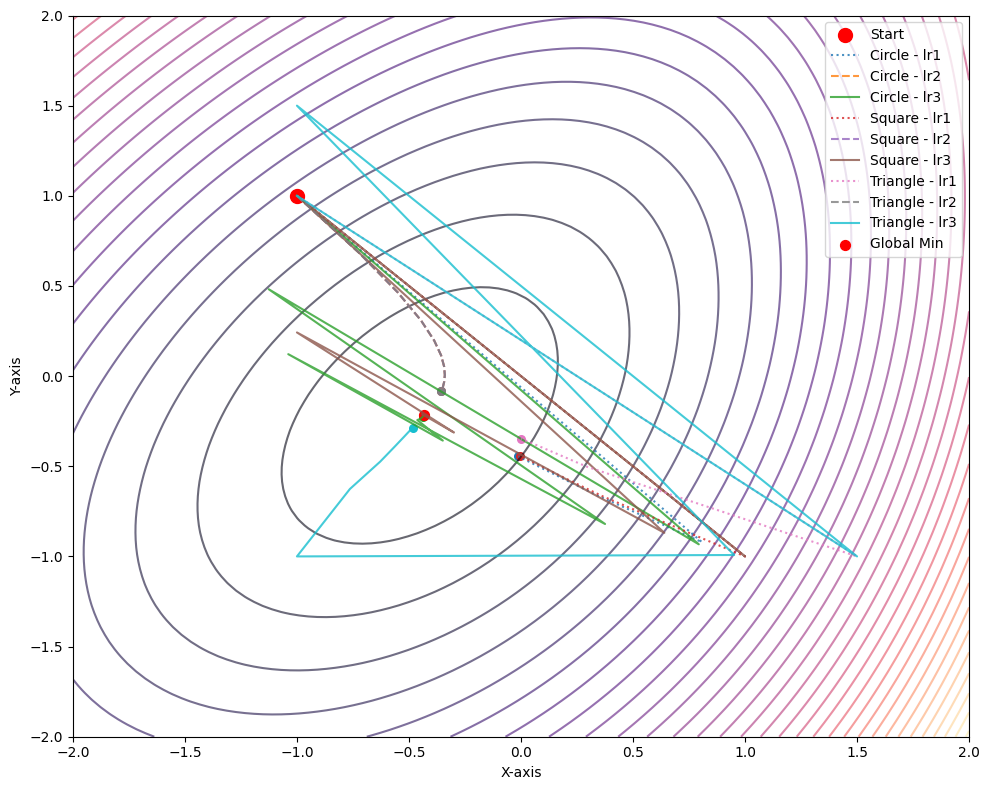 2.0
1.5
1.0
0.5
0.0
−0.5
−1.0
−1.5
−2.0
Y-axis
Start
Circle - lr1
Circle - lr2
Circle - lr3
Square - lr1
Square - lr2
Square - lr3
Triangle - lr1
Triangle - lr2
Triangle - lr3
Global Min
−2.0 −1.5 −1.0 −0.5 0.0 0.5 1.0 1.5 2.0
X-axis